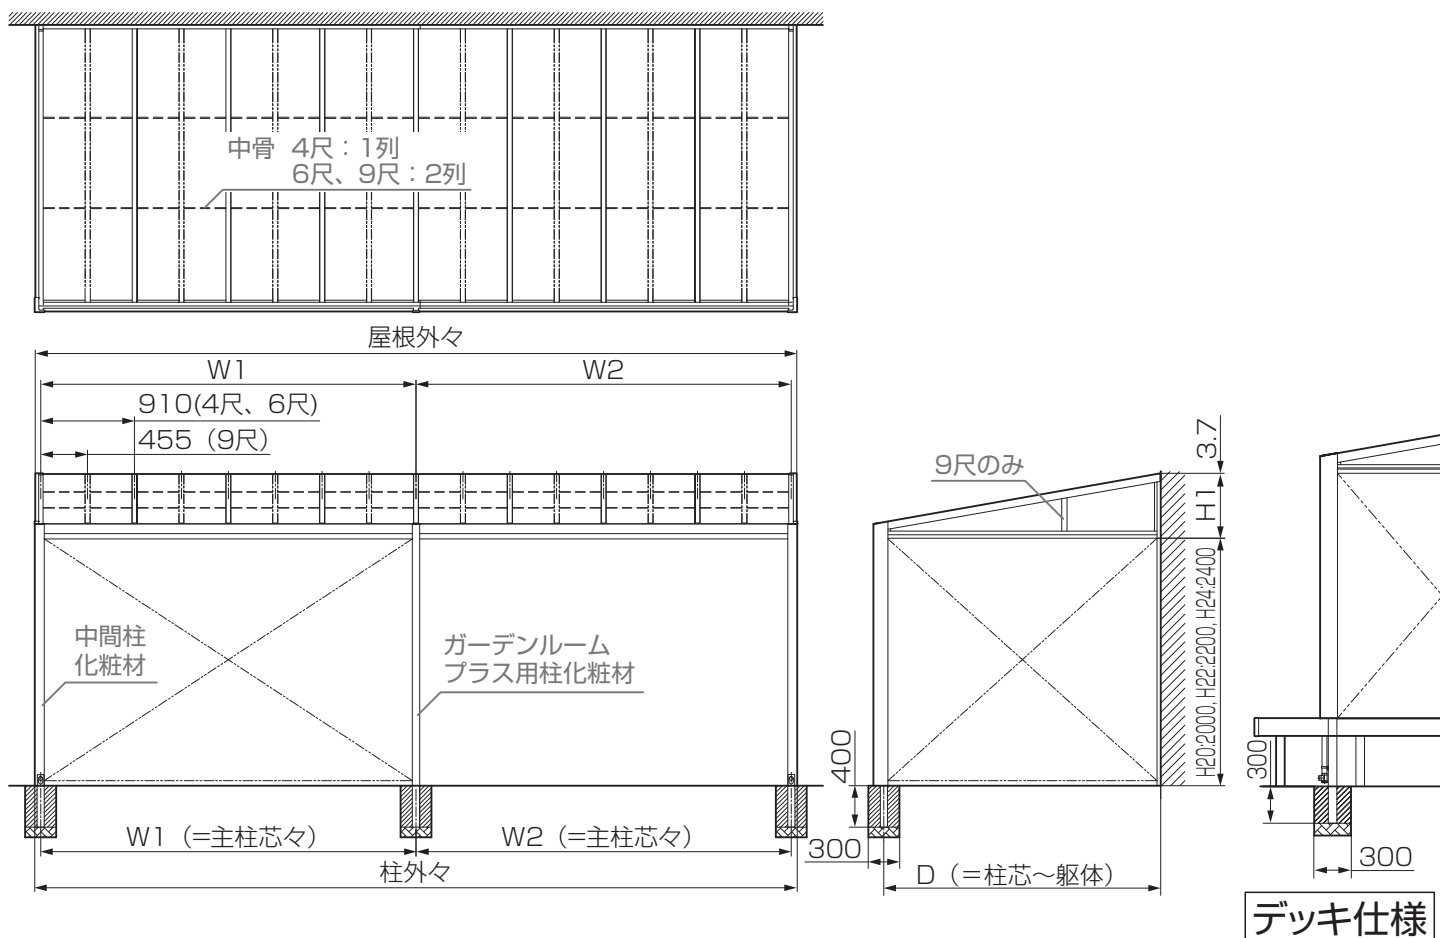 中骨 4尺：1列
6尺、9尺：2列
屋根外々
W1
W2
910(4尺、6尺)
455（9尺）
中間柱
化粧材
ガーデンルーム
プラス用柱化粧材
W1（=主柱芯々）
W2（=主柱芯々）
柱外々
9尺のみ
3.7
H1
H20:2000, H22:2200, H24:2400
400
300
D（＝柱芯～躯体）
300
300
デッキ仕様